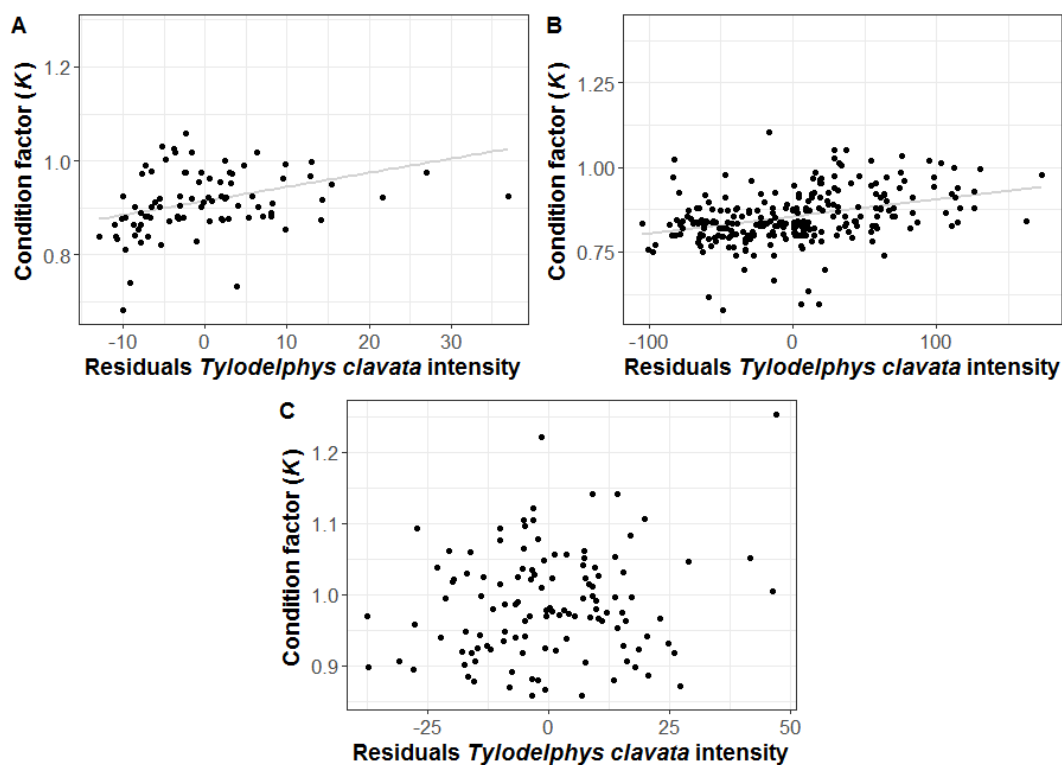 A
Condition factor (K)
1.2
1.0
0.8
-10 0 10 20 30
Residuals Tylodelphys clavata intensity
B
Condition factor (K)
1.25
1.00
0.75
-100 0 100
Residuals Tylodelphys clavata intensity
C
Condition factor (K)
1.2
1.1
1.0
0.9
-25 0 25 50
Residuals Tylodelphys clavata intensity